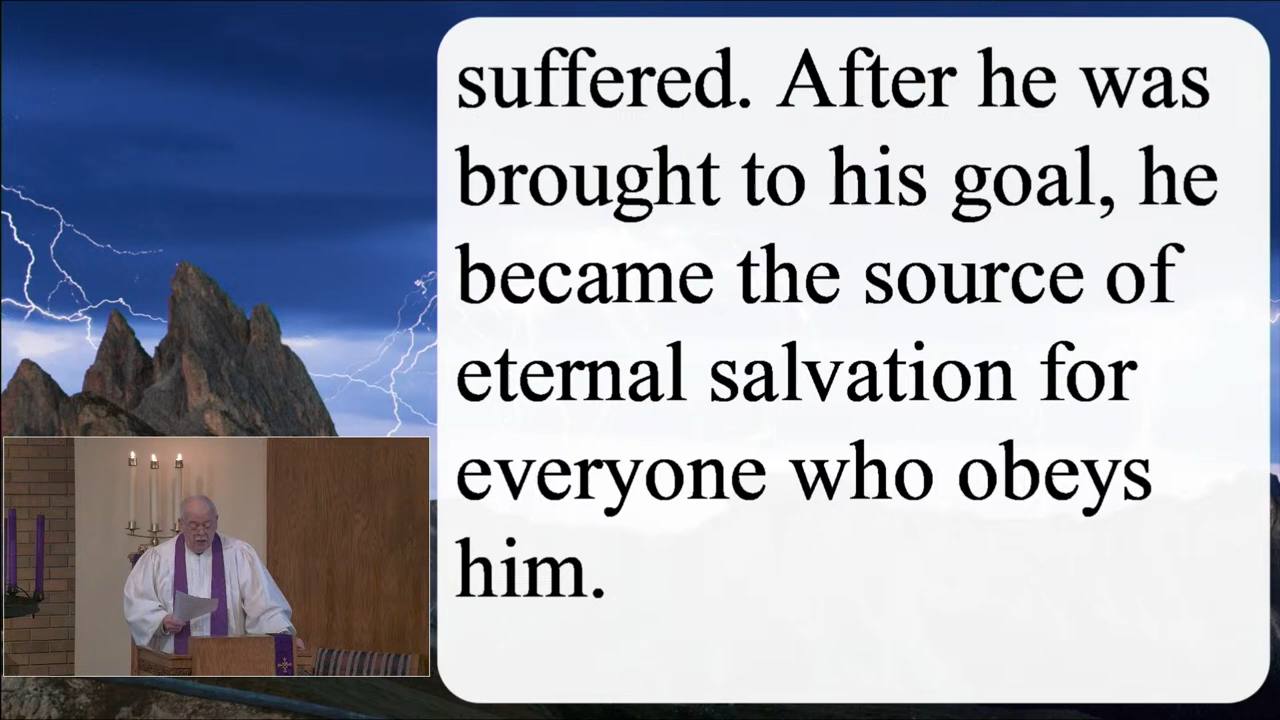 suffered. After he was
brought to his goal, he
became the source of
eternal salvation for
everyone who obeys
him.